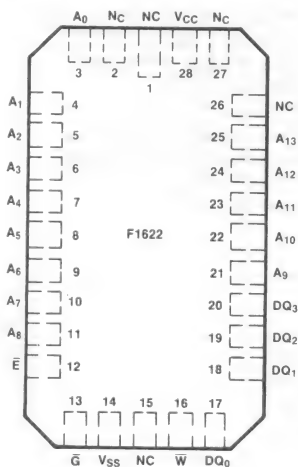 A0 NC NC VCC NC
3 2 1 28 27
A1 4 26 NC
A2 5 25 A13
A3 6 24 A12
A4 7 23 A11
A5 8 F1622 22 A10
A6 9 21 A9
A7 10 20 DQ3
A8 11 19 DQ2
E̅ 12 18 DQ1
13 14 15 16 17
G̅ VSS NC W̅ DQ0